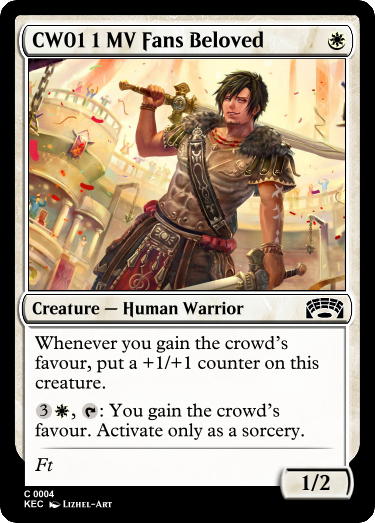 CW01 1 MV Fans Beloved
Creature — Human Warrior
Whenever you gain the crowd's
favour, put a +1/+1 counter on this
creature.
3, : You gain the crowd's
favour. Activate only as a sorcery.
Ft
1/2
C 0004
KEC Lizhel-Art